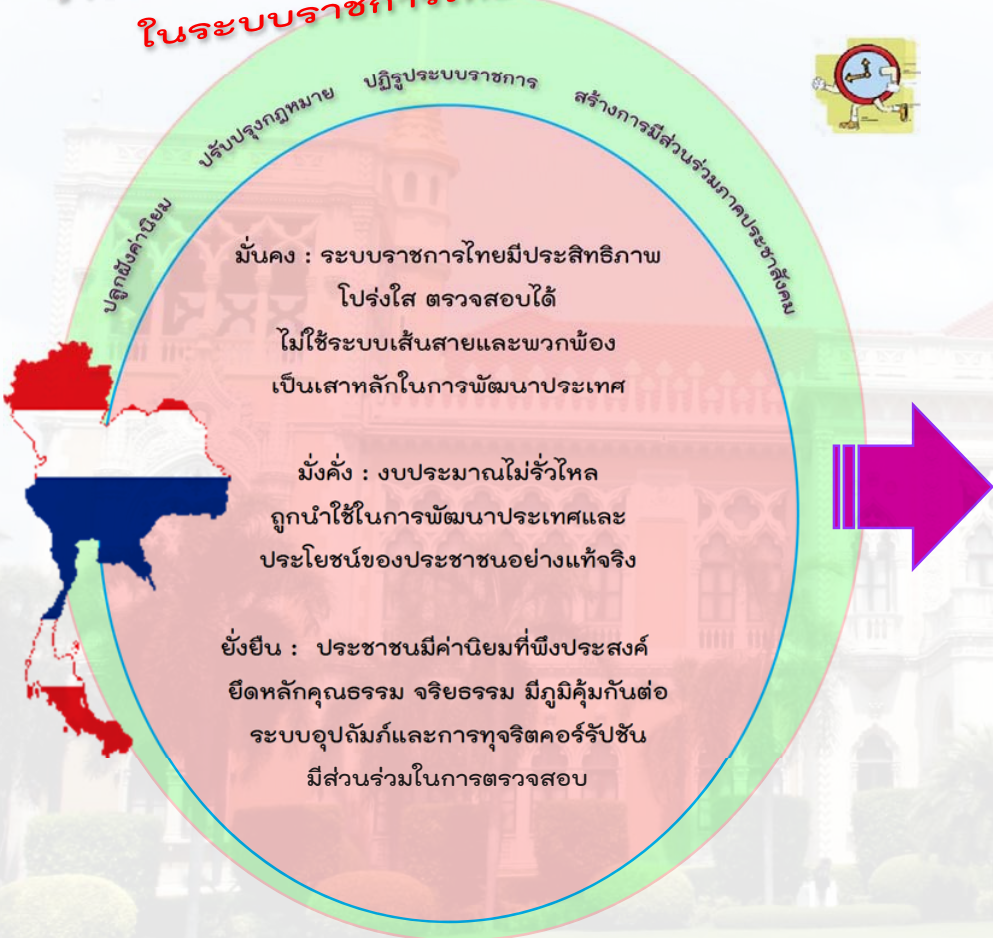 ในระบบราชการ
ปลูกฝังค่านิยม
ปรับปรุงกฎหมาย
ปฏิรูประบบราชการ
สร้างการมีส่วนร่วมภาคประชาสังคม
มั่นคง : ระบบราชการไทยมีประสิทธิภาพ
โปร่งใส ตรวจสอบได้
ไม่ใช้ระบบเส้นสายและพวกพ้อง
เป็นเสาหลักในการพัฒนาประเทศ
มั่งคั่ง : งบประมาณไม่รั่วไหล
ถูกนำใช้ในการพัฒนาประเทศและ
ประโยชน์ของประชาชนอย่างแท้จริง
ยั่งยืน : ประชาชนมีค่านิยมที่พึงประสงค์
ยึดหลักคุณธรรม จริยธรรม มีภูมิคุ้มกันต่อ
ระบบอุปถัมภ์และการทุจริตคอร์รัปชัน
มีส่วนร่วมในการตรวจสอบ